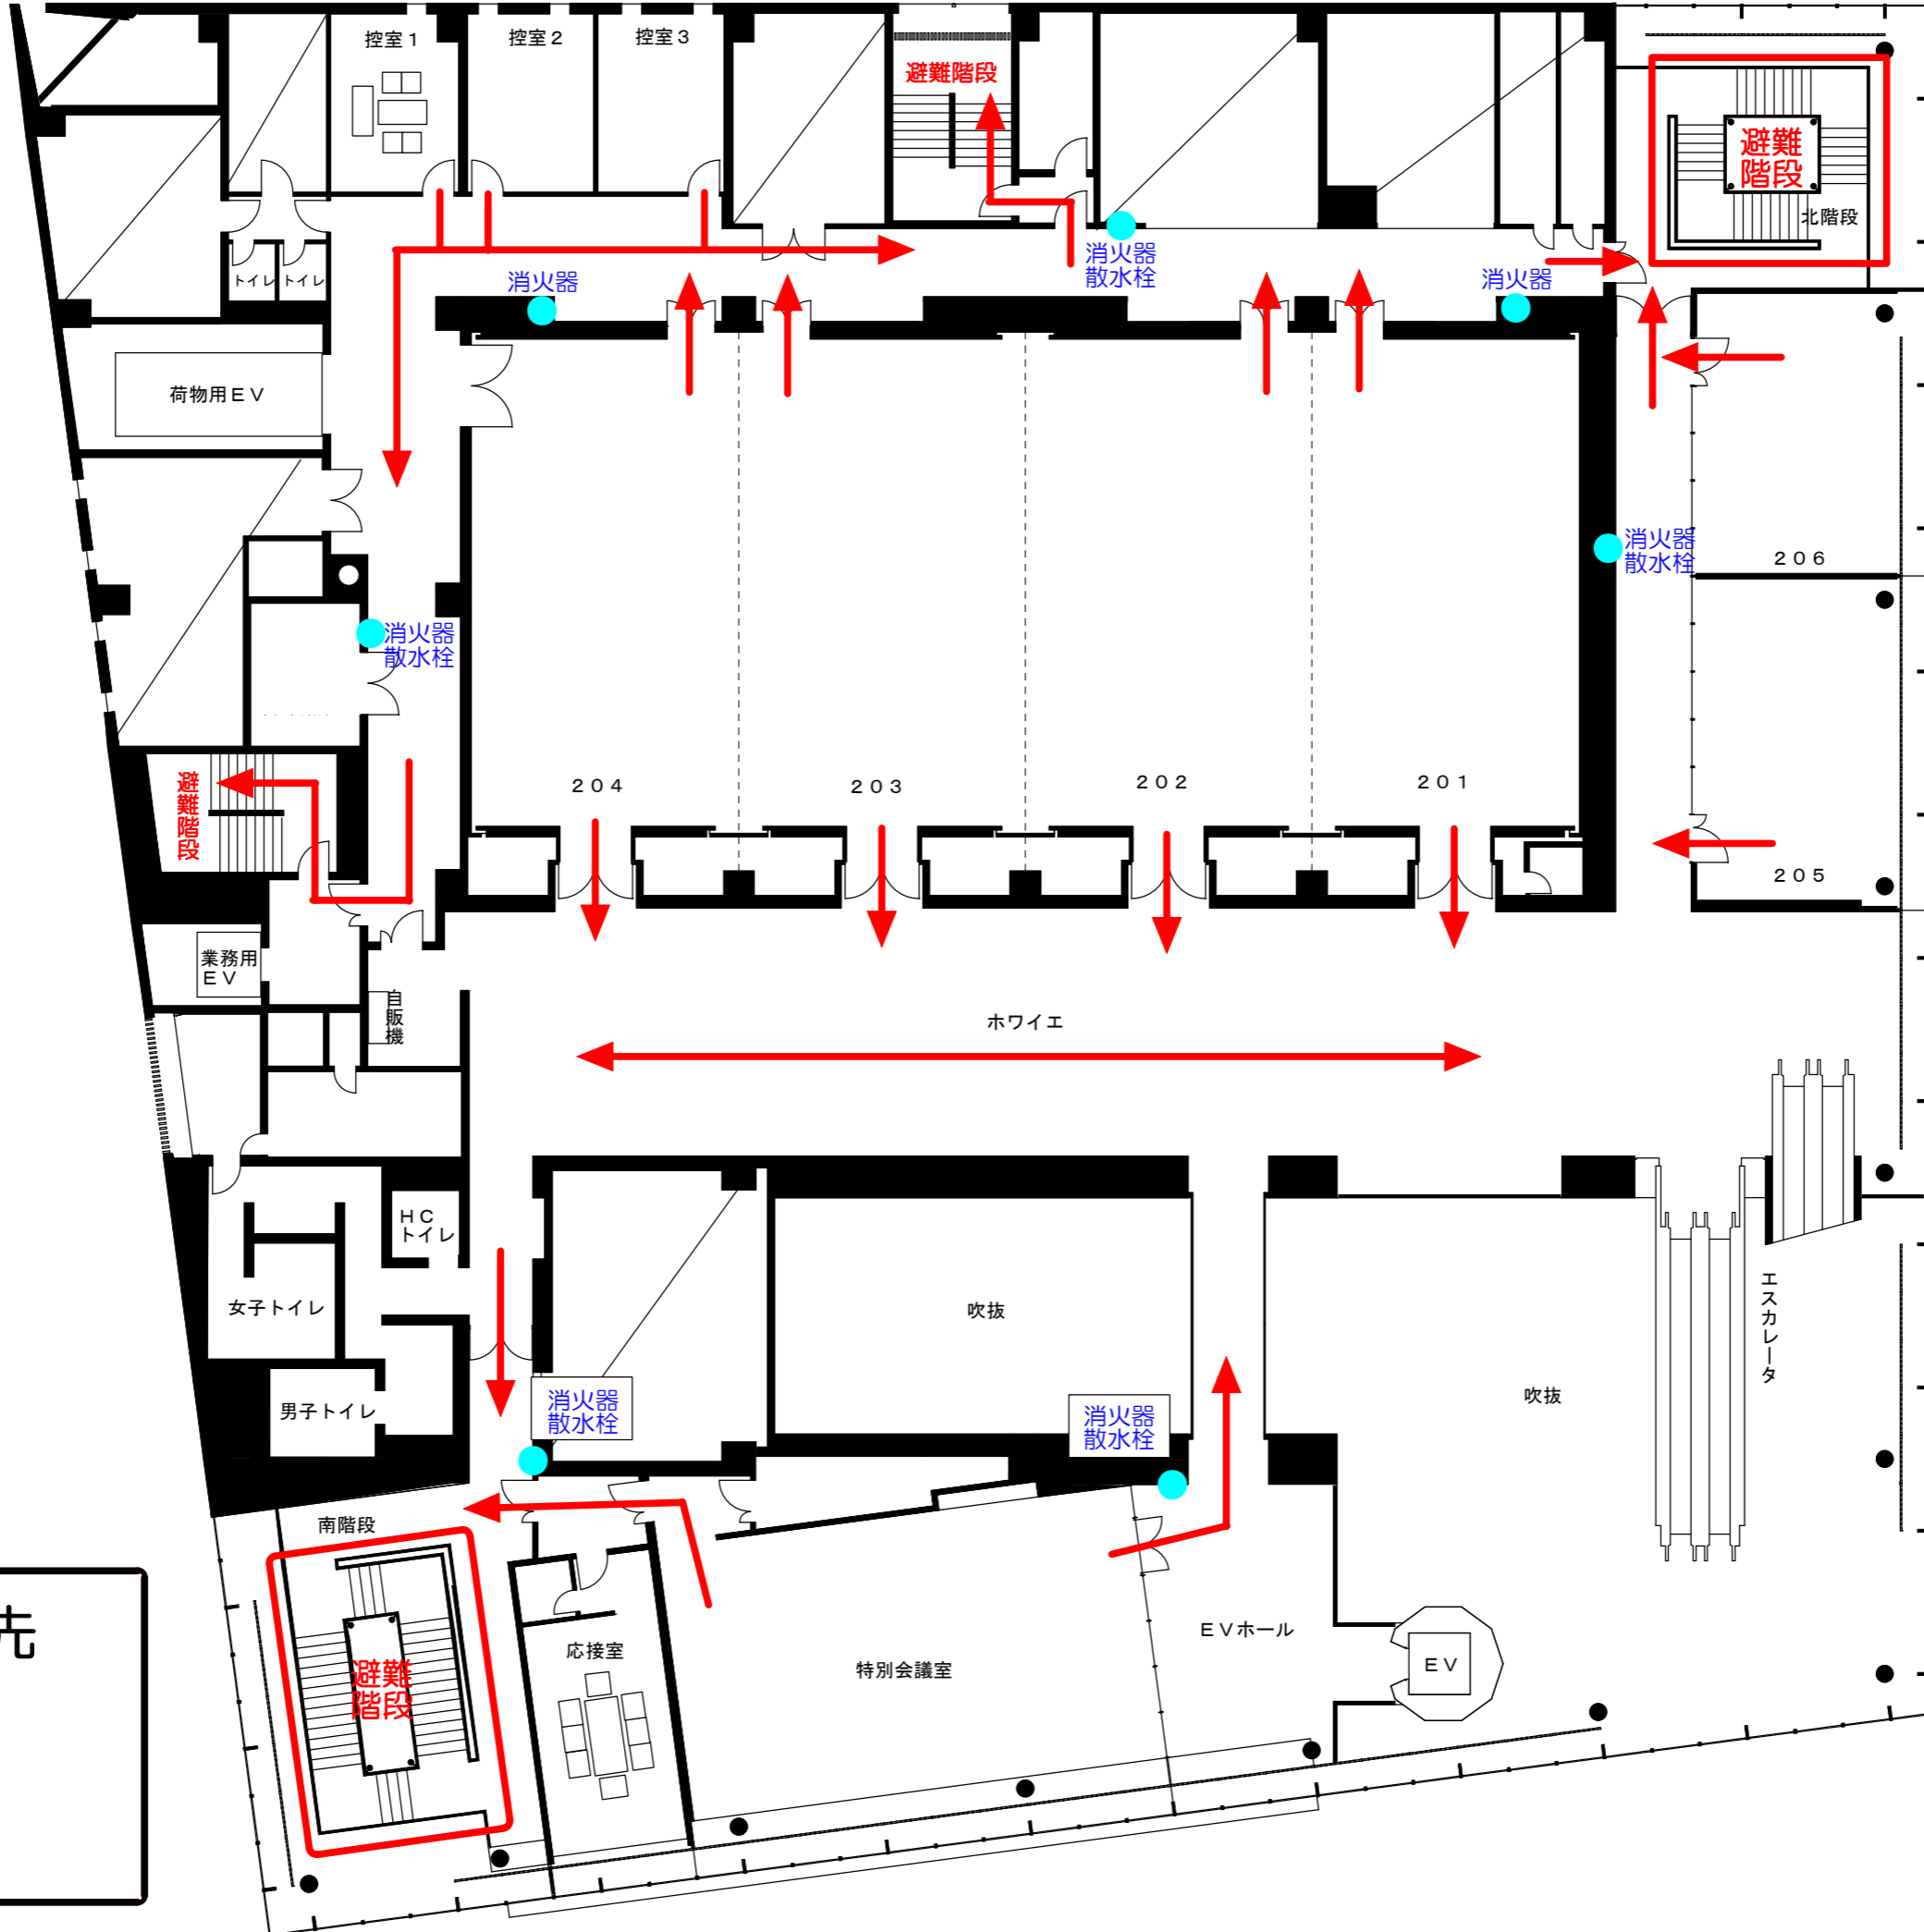 控室１
控室２
控室３
避難階段
避難
階段
北階段
トイレ
トイレ
消火器
消火器
散水栓
消火器
荷物用ＥＶ
消火器
散水栓
２０６
消火器
散水栓
避難階段
２０４
２０３
２０２
２０１
２０５
業務用
ＥＶ
自販機
ホワイエ
ＨＣ
トイレ
女子トイレ
吹抜
エスカレータ
男子トイレ
消火器
散水栓
消火器
散水栓
吹抜
南階段
避難
階段
応接室
特別会議室
ＥＶホール
ＥＶ
先